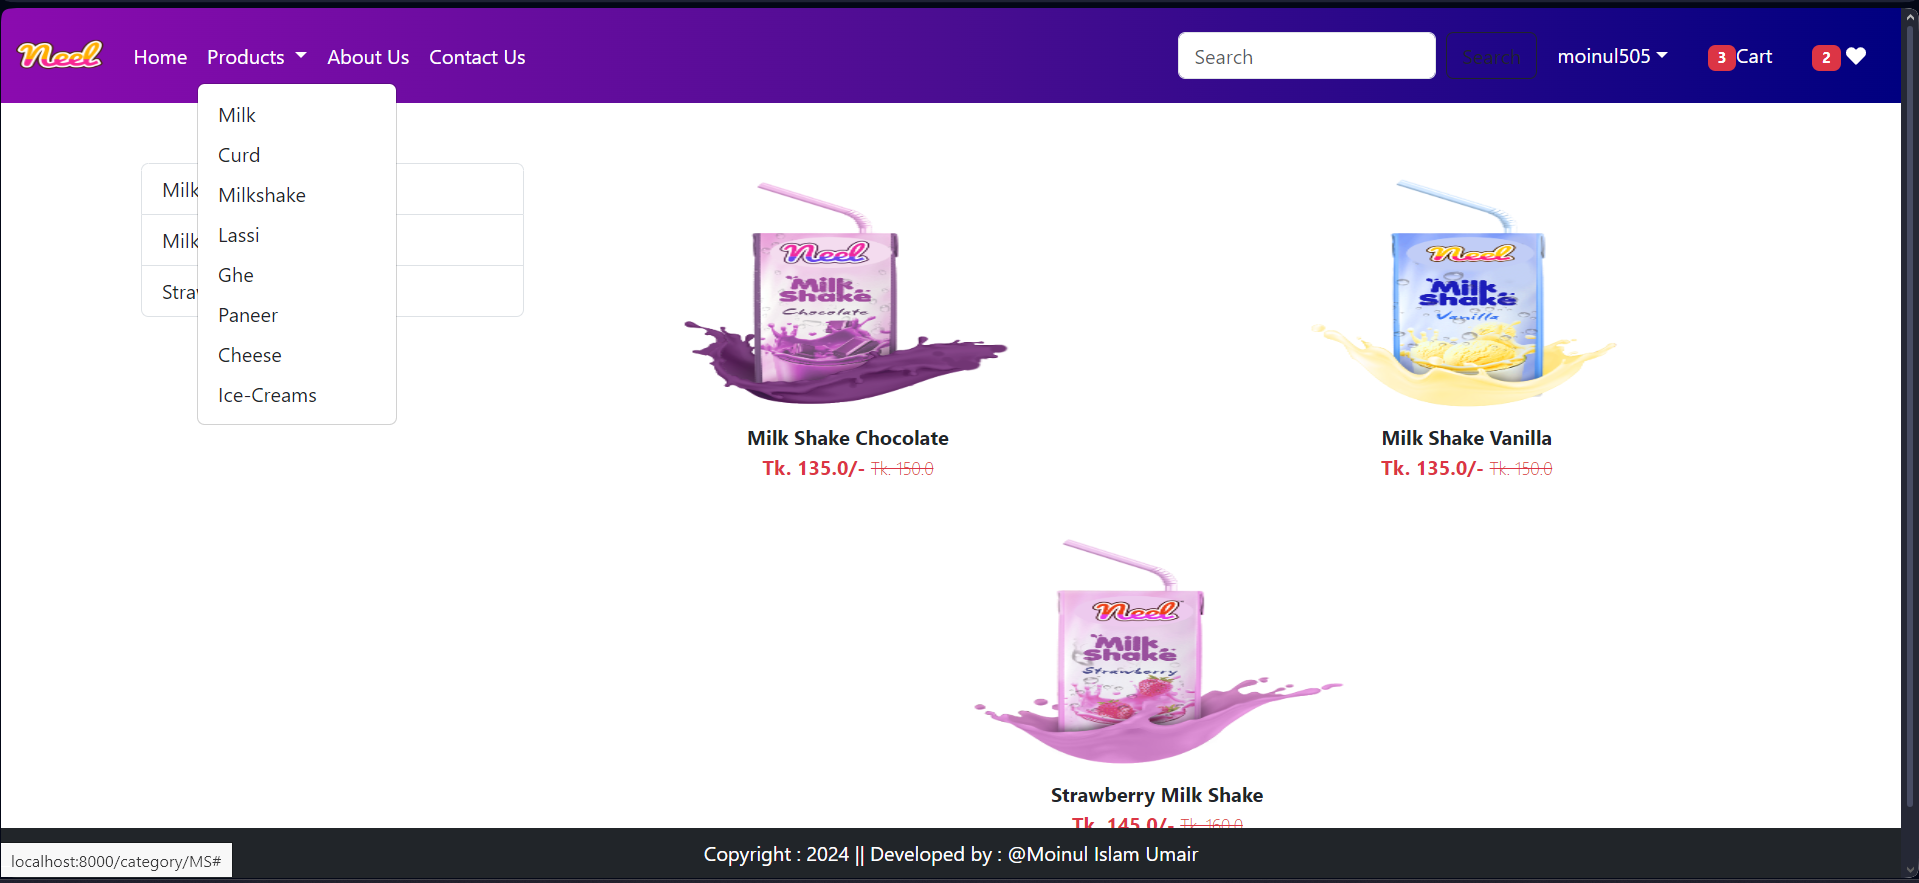 Neel Home Products About Us Contact Us Search Search moinul505 3 Cart 2
Milk
Curd
Milkshake
Lassi
Ghe
Paneer
Cheese
Ice-Creams
Milk
Milk
Neel
Milk
Shake
Chocolate
Milk Shake Chocolate
Tk. 135.0/- Tk. 150.0
Neel
Milk
Shake
Vanilla
Milk Shake Vanilla
Tk. 135.0/- Tk. 150.0
Neel
Milk
Shake
Strawberry
Strawberry Milk Shake
Tk. 145.0/- Tk. 160.0
Copyright : 2024 || Developed by : @Moinul Islam Umair
localhost:8000/category/MS#